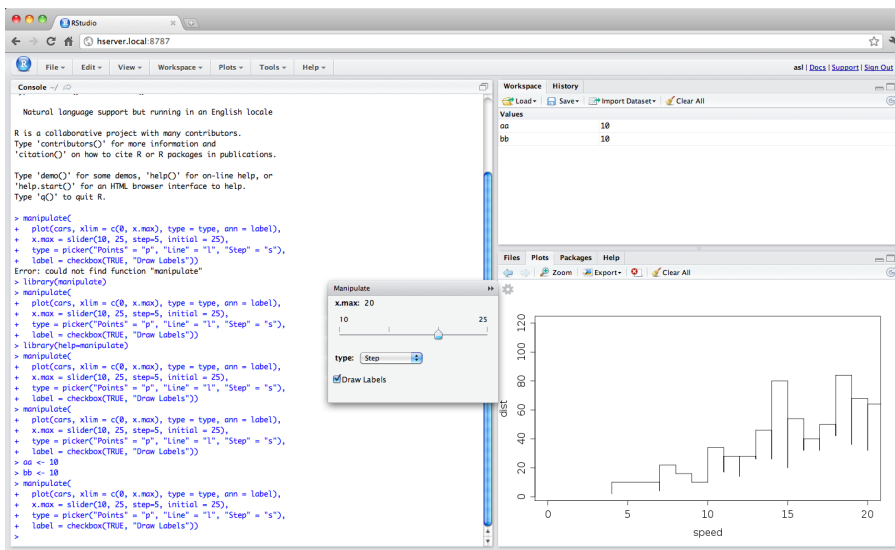 RStudio
hserver.local:8787
File Edit View Workspace Plots Tools Help
asl | Docs | Support | Sign Out
Console ~/
Natural language support but running in an English locale
R is a collaborative project with many contributors.
Type 'contributors()' for more information and
'citation()' on how to cite R or R packages in publications.
Type 'demo()' for some demos, 'help()' for on-line help, or
'help.start()' for an HTML browser interface to help.
Type 'q()' to quit R.
> manipulate(
+ plot(cars, xlim = c(0, x.max), type = type, ann = label),
+ x.max = slider(10, 25, step=5, initial = 25),
+ type = picker("Points" = "p", "Line" = "l", "Step" = "s"),
+ label = checkbox(TRUE, "Draw Labels"))
Error: could not find function "manipulate"
> library(manipulate)
> manipulate(
+ plot(cars, xlim = c(0, x.max), type = type, ann = label),
+ x.max = slider(10, 25, step=5, initial = 25),
+ type = picker("Points" = "p", "Line" = "l", "Step" = "s"),
+ label = checkbox(TRUE, "Draw Labels"))
> library(help=manipulate)
> manipulate(
+ plot(cars, xlim = c(0, x.max), type = type, ann = label),
+ x.max = slider(10, 25, step=5, initial = 25),
+ type = picker("Points" = "p", "Line" = "l", "Step" = "s"),
+ label = checkbox(TRUE, "Draw Labels"))
> manipulate(
+ plot(cars, xlim = c(0, x.max), type = type, ann = label),
+ x.max = slider(10, 25, step=5, initial = 25),
+ type = picker("Points" = "p", "Line" = "l", "Step" = "s"),
+ label = checkbox(TRUE, "Draw Labels"))
> aa <- 10
> bb <- 10
> manipulate(
+ plot(cars, xlim = c(0, x.max), type = type, ann = label),
+ x.max = slider(10, 25, step=5, initial = 25),
+ type = picker("Points" = "p", "Line" = "l", "Step" = "s"),
+ label = checkbox(TRUE, "Draw Labels"))
>
Manipulate
x.max: 20
10 25
type: Step
Draw Labels
Workspace History
Load Save Import Dataset Clear All
Values
aa 10
bb 10
Files Plots Packages Help
Zoom Export Clear All
120
100
80
60
40
20
0
dist
0 5 10 15 20
speed